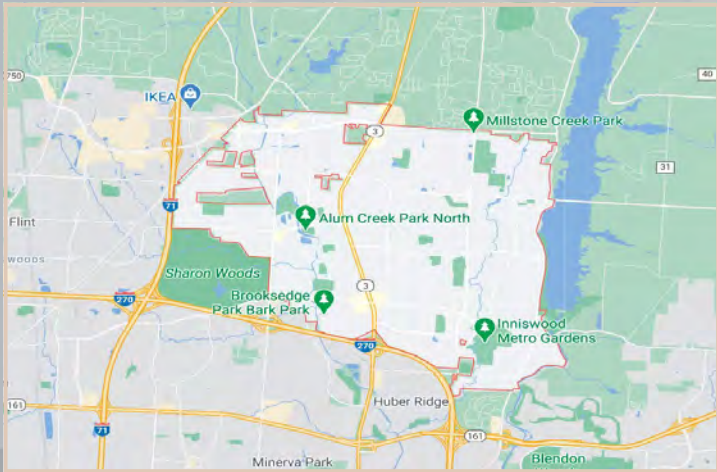 750
IKEA
40
Millstone Creek Park
3
31
71
Flint
Alum Creek Park North
WOODS
Sharon Woods
3
270
Brooksedge
Park Bark Park
Inniswood
Metro Gardens
270
161
Huber Ridge
71
161
Minerva Park
Blendon